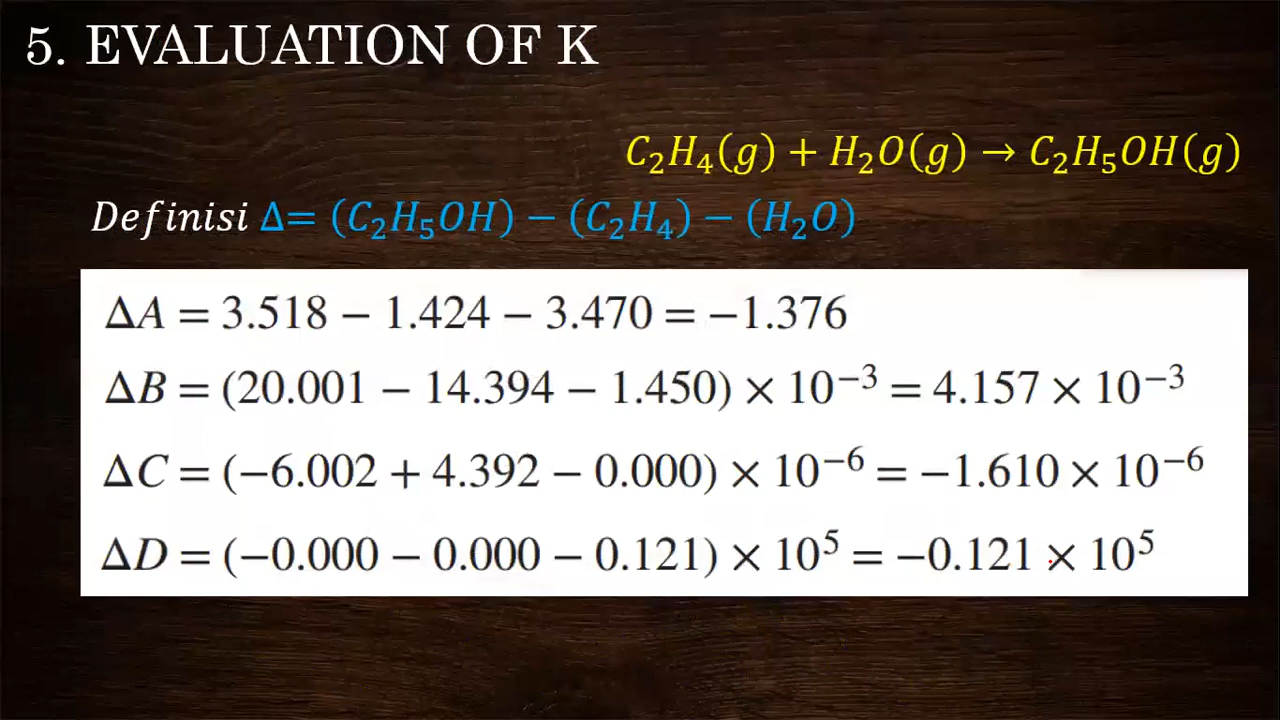 5. EVALUATION OF K
C₂H₄(g) + H₂O(g) → C₂H₅OH(g)
Definisi Δ= (C₂H₅OH) − (C₂H₄) − (H₂O)
ΔA = 3.518 − 1.424 − 3.470 = −1.376
ΔB = (20.001 − 14.394 − 1.450) × 10⁻³ = 4.157 × 10⁻³
ΔC = (−6.002 + 4.392 − 0.000) × 10⁻⁶ = −1.610 × 10⁻⁶
ΔD = (−0.000 − 0.000 − 0.121) × 10⁵ = −0.121 × 10⁵